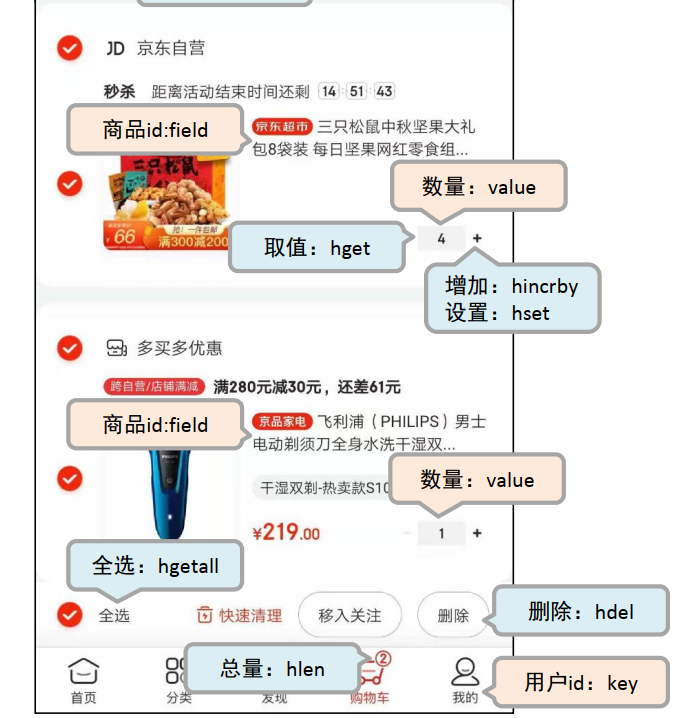 JD 京东自营
秒杀 距离活动结束时间还剩 14:51:43
商品id:field
京东超市 三只松鼠中秋坚果大礼
包8袋装 每日坚果网红零食组...
三只松鼠
数量：value
¥66
抢！一件包邮
满300减200
取值：hget
4 +
增加：hincrby
设置：hset
多买多优惠
跨自营/店铺满减 满280元减30元，还差61元
商品id:field
京品家电 飞利浦（PHILIPS）男士
电动剃须刀全身水洗干湿双...
PHILIPS
干湿双剃-热卖款S10
数量：value
¥219.00
- 1 +
全选：hgetall
全选 快速清理 移入关注 删除
删除：hdel
总量：hlen
2
用户id：key
首页 分类 发现 购物车 我的